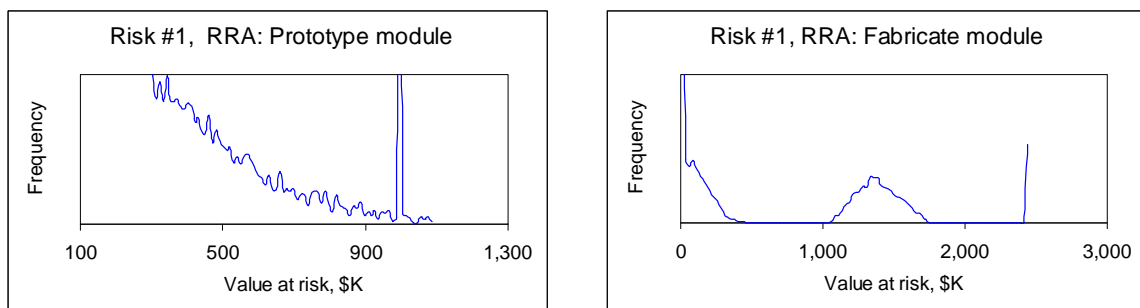 Risk #1,  RRA: Prototype module
Frequency
100 500 900 1,300
Value at risk, $K
Risk #1, RRA: Fabricate module
Frequency
0 1,000 2,000 3,000
Value at risk, $K